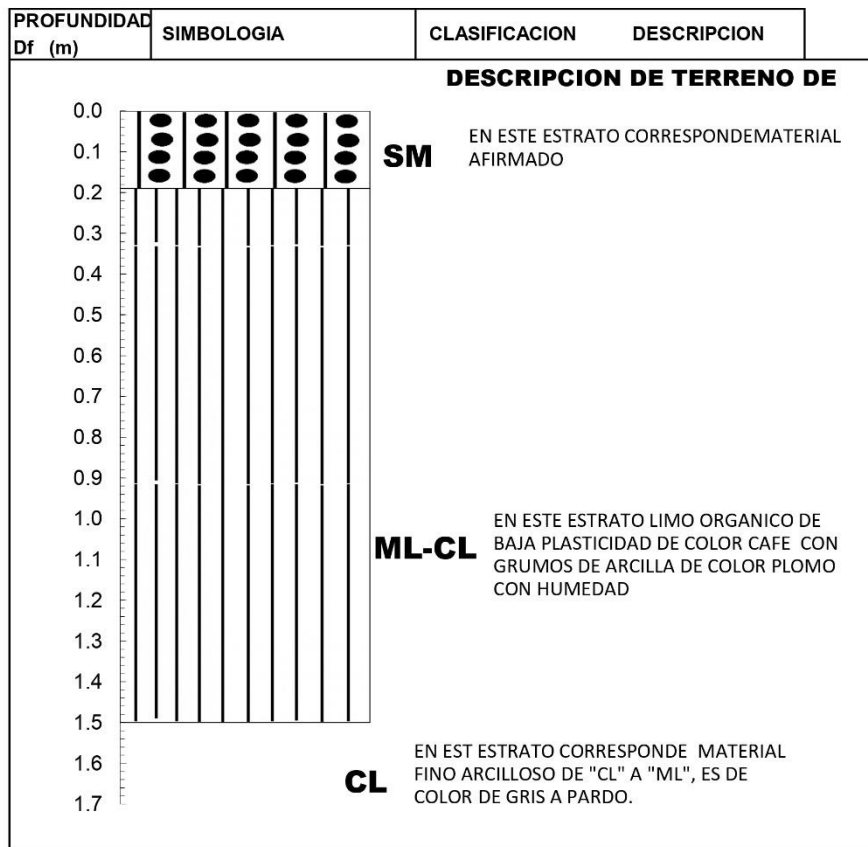 PROFUNDIDAD
Df (m)
SIMBOLOGIA
CLASIFICACION
DESCRIPCION
DESCRIPCION DE TERRENO DE
0.0
0.1
0.2
0.3
0.4
0.5
0.6
0.7
0.8
0.9
1.0
1.1
1.2
1.3
1.4
1.5
1.6
1.7
SM
EN ESTE ESTRATO CORRESPONDEMATERIAL
AFIRMADO
ML-CL
EN ESTE ESTRATO LIMO ORGANICO DE
BAJA PLASTICIDAD DE COLOR CAFE CON
GRUMOS DE ARCILLA DE COLOR PLOMO
CON HUMEDAD
CL
EN EST ESTRATO CORRESPONDE MATERIAL
FINO ARCILLOSO DE "CL" A "ML", ES DE
COLOR DE GRIS A PARDO.